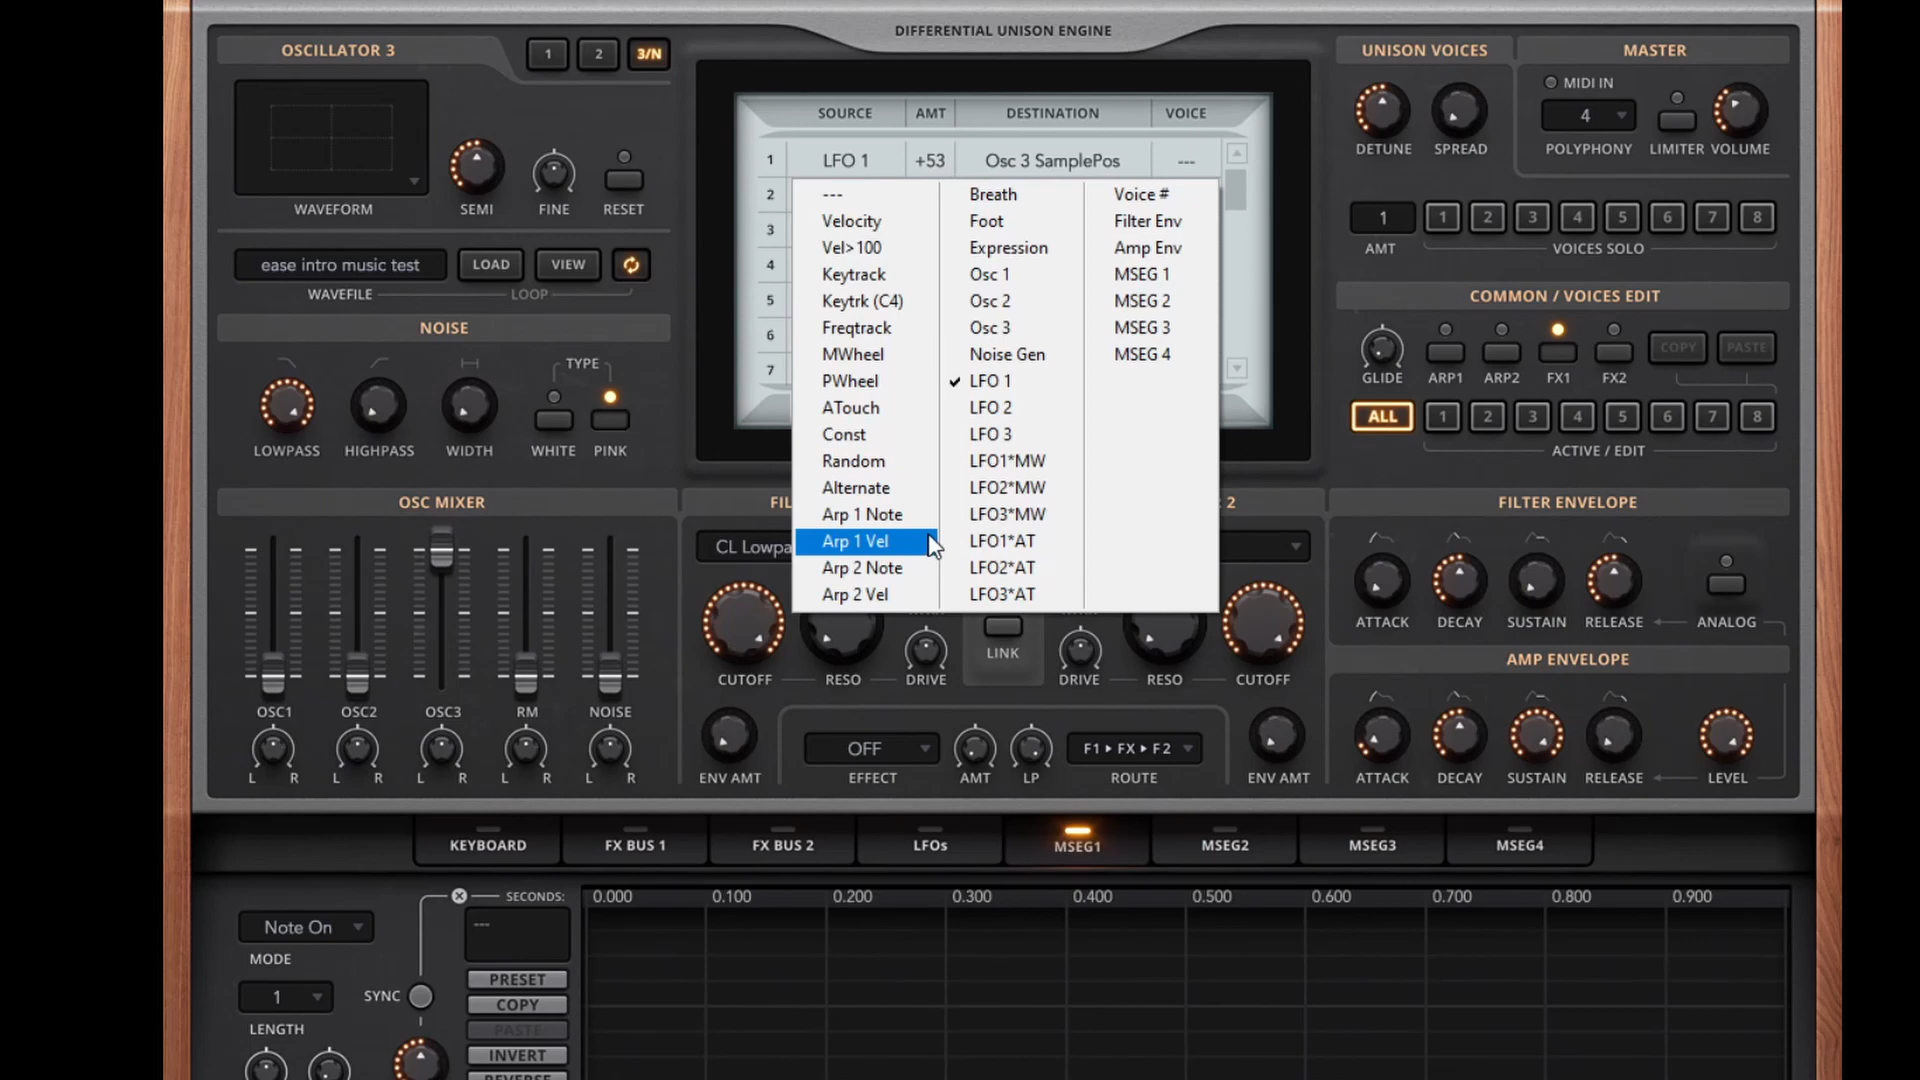 DIFFERENTIAL UNISON ENGINE
OSCILLATOR 3
1
2
3/N
WAVEFORM
SEMI
FINE
RESET
ease intro music test
LOAD
VIEW
WAVEFILE
LOOP
NOISE
TYPE
LOWPASS
HIGHPASS
WIDTH
WHITE
PINK
OSC MIXER
OSC1
OSC2
OSC3
RM
NOISE
L R
L R
L R
L R
L R
SOURCE
AMT
DESTINATION
VOICE
1 LFO 1 +53 Osc 3 SamplePos ---
2
3
4
5
6
7
---
Velocity
Vel>100
Keytrack
Keytrk (C4)
Freqtrack
MWheel
PWheel
ATouch
Const
Random
Alternate
Arp 1 Note
Arp 1 Vel
Arp 2 Note
Arp 2 Vel
Breath
Foot
Expression
Osc 1
Osc 2
Osc 3
Noise Gen
LFO 1
LFO 2
LFO 3
LFO1*MW
LFO2*MW
LFO3*MW
LFO1*AT
LFO2*AT
LFO3*AT
Voice #
Filter Env
Amp Env
MSEG 1
MSEG 2
MSEG 3
MSEG 4
FIL
2
CL Lowpa
CUTOFF
RESO
DRIVE
LINK
DRIVE
RESO
CUTOFF
ENV AMT
OFF
EFFECT
AMT
LP
F1 ▸ FX ▸ F2
ROUTE
ENV AMT
UNISON VOICES
DETUNE
SPREAD
MASTER
MIDI IN
4
POLYPHONY
LIMITER
VOLUME
1
AMT
1 2 3 4 5 6 7 8
VOICES SOLO
COMMON / VOICES EDIT
GLIDE
ARP1
ARP2
FX1
FX2
COPY
PASTE
ALL
1 2 3 4 5 6 7 8
ACTIVE / EDIT
FILTER ENVELOPE
ATTACK
DECAY
SUSTAIN
RELEASE
ANALOG
AMP ENVELOPE
ATTACK
DECAY
SUSTAIN
RELEASE
LEVEL
KEYBOARD
FX BUS 1
FX BUS 2
LFOs
MSEG1
MSEG2
MSEG3
MSEG4
Note On
MODE
1
LENGTH
SYNC
SECONDS:
---
PRESET
COPY
PASTE
INVERT
REVERSE
0.000 0.100 0.200 0.300 0.400 0.500 0.600 0.700 0.800 0.900